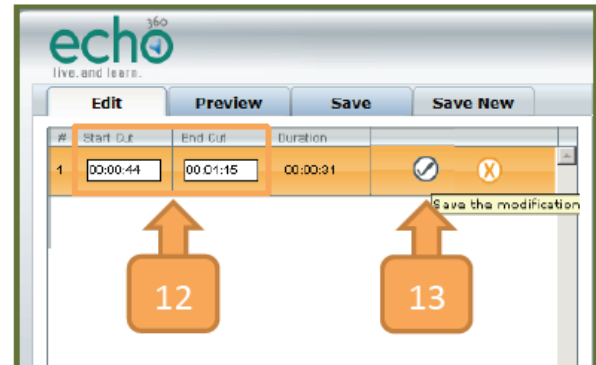 echo360
live. and learn.
Edit Preview Save Save New
# Start Cut End Cut Duration
1 00:00:44 00:01:15 00:00:31
Save the modification
12 13